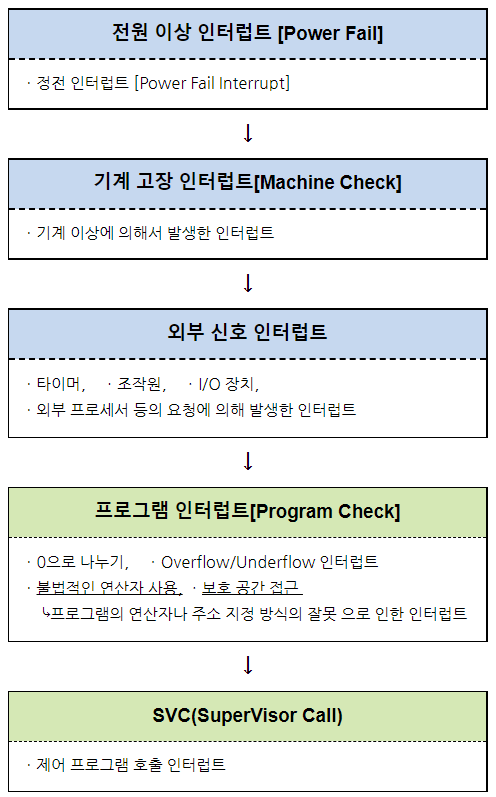 전원 이상 인터럽트 [Power Fail]
· 정전 인터럽트 [Power Fail Interrupt]
↓
기계 고장 인터럽트[Machine Check]
· 기계 이상에 의해서 발생한 인터럽트
↓
외부 신호 인터럽트
· 타이머, · 조작원, · I/O 장치,
· 외부 프로세서 등의 요청에 의해 발생한 인터럽트
↓
프로그램 인터럽트[Program Check]
· 0으로 나누기, · Overflow/Underflow 인터럽트
· 불법적인 연산자 사용, · 보호 공간 접근
↳프로그램의 연산자나 주소 지정 방식의 잘못 으로 인한 인터럽트
↓
SVC(SuperVisor Call)
· 제어 프로그램 호출 인터럽트